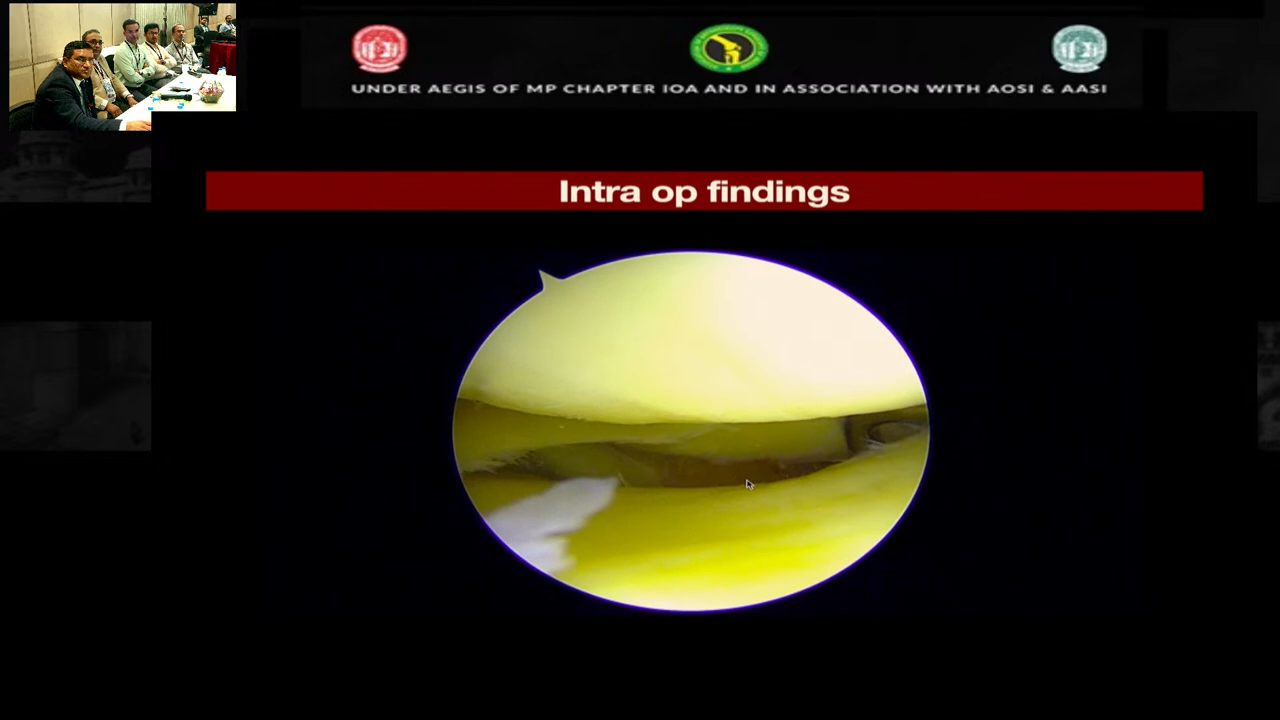 UNDER AEGIS OF MP CHAPTER IOA AND IN ASSOCIATION WITH AOSI & AASI
Intra op findings